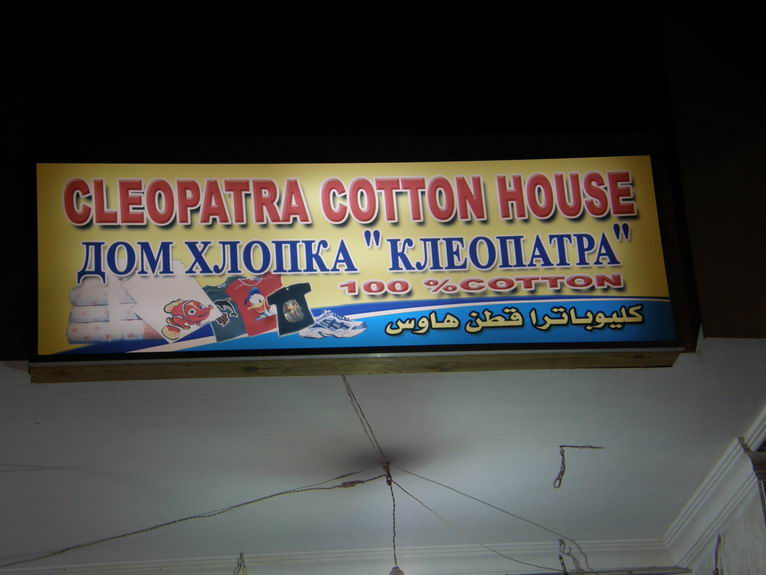 CLEOPATRA COTTON HOUSE
ДОМ ХЛОПКА "КЛЕОПАТРА"
100 %COTTON
كليوباترا قطن هاوس